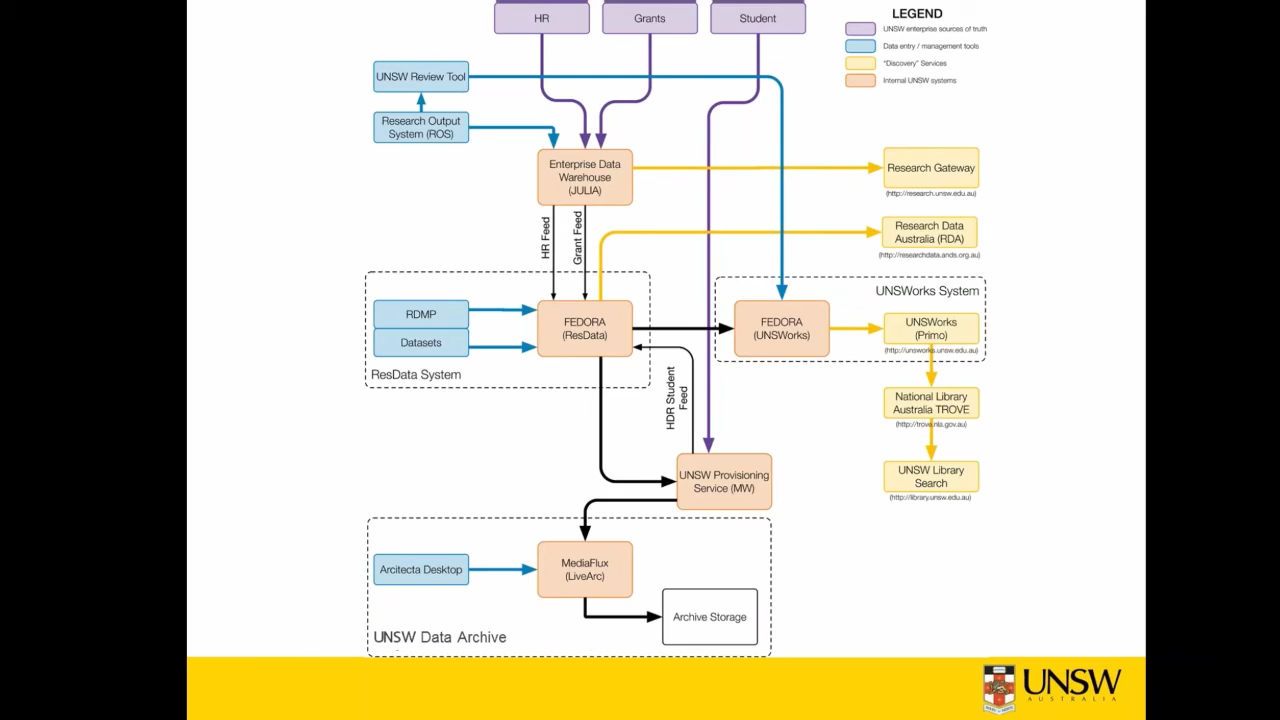 HR
Grants
Student
LEGEND
UNSW enterprise sources of truth
Data entry / management tools
"Discovery" Services
Internal UNSW systems
UNSW Review Tool
Research Output
System (ROS)
Enterprise Data
Warehouse
(JULIA)
Research Gateway
(http://research.unsw.edu.au)
HR Feed
Grant Feed
Research Data
Australia (RDA)
(http://researchdata.ands.org.au)
UNSWorks System
RDMP
Datasets
FEDORA
(ResData)
FEDORA
(UNSWorks)
UNSWorks
(Primo)
(http://unsworks.unsw.edu.au)
ResData System
HDR Student
Feed
National Library
Australia TROVE
(http://trove.nla.gov.au)
UNSW Provisioning
Service (MW)
UNSW Library
Search
(http://library.unsw.edu.au)
Arcitecta Desktop
MediaFlux
(LiveArc)
Archive Storage
UNSW Data Archive
UNSW
AUSTRALIA